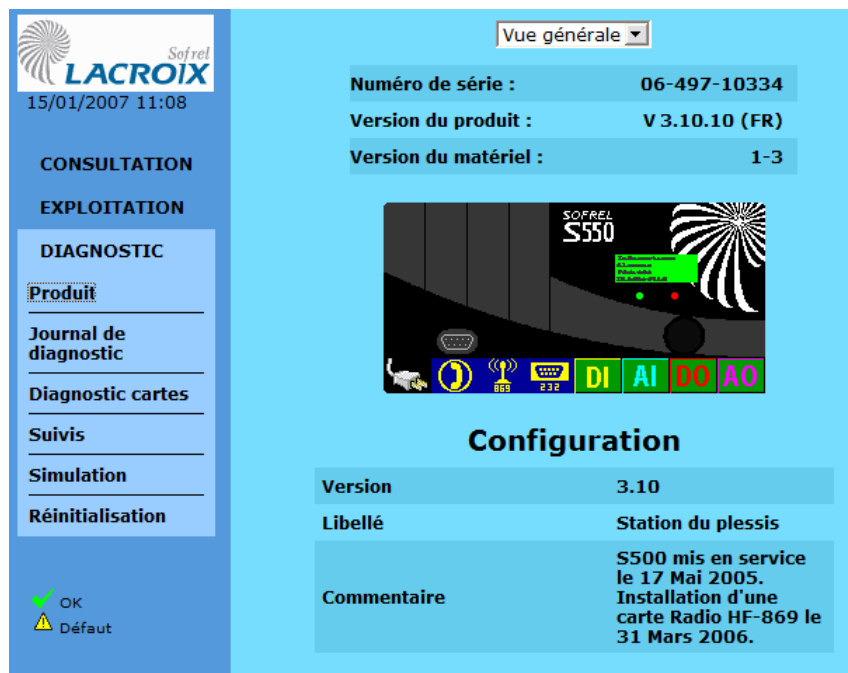 Sofrel
LACROIX
15/01/2007 11:08
CONSULTATION
EXPLOITATION
DIAGNOSTIC
Produit
Journal de
diagnostic
Diagnostic cartes
Suivis
Simulation
Réinitialisation
OK
Défaut
Vue générale
Numéro de série : 06-497-10334
Version du produit : V 3.10.10 (FR)
Version du matériel : 1-3
SOFREL
S550
869
232
DI
AI
DO
AO
Configuration
Version 3.10
Libellé Station du plessis
Commentaire
S500 mis en service
le 17 Mai 2005.
Installation d'une
carte Radio HF-869 le
31 Mars 2006.